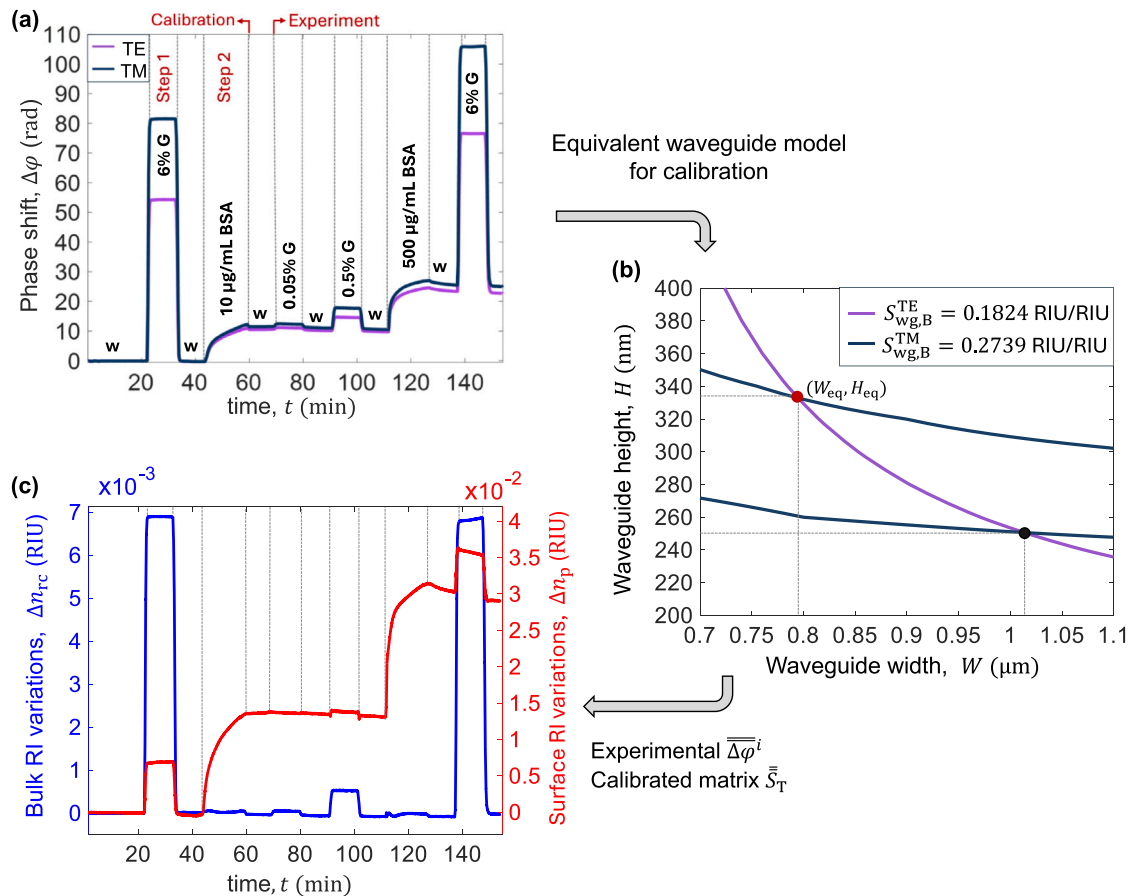 (a)
Calibration
Experiment
TE
TM
Step 1
Step 2
110
100
90
80
70
60
50
40
30
20
10
0
Phase shift, Δφ (rad)
w
6% G
w
10 µg/mL BSA
w
0.05% G
w
0.5% G
w
500 µg/mL BSA
w
6% G
0
20
40
60
80
100
120
140
time, t (min)
Equivalent waveguide model
for calibration
(b)
400
380
360
340
320
300
280
260
240
220
200
Waveguide height, H (nm)
S_wg,B^TE = 0.1824 RIU/RIU
S_wg,B^TM = 0.2739 RIU/RIU
(W_eq, H_eq)
0.7
0.75
0.8
0.85
0.9
0.95
1
1.05
1.1
Waveguide width, W (µm)
Experimental Δφ^i
Calibrated matrix S_T
(c)
x10^-3
x10^-2
7
6
5
4
3
2
1
0
Bulk RI variations, Δn_rc (RIU)
4
3.5
3
2.5
2
1.5
1
0.5
0
Surface RI variations, Δn_p (RIU)
20
40
60
80
100
120
140
time, t (min)